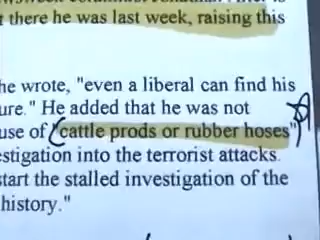 there he was last week, raising this
he wrote, "even a liberal can find his
ure." He added that he was not
use of "cattle prods or rubber hoses"
stigation into the terrorist attacks.
start the stalled investigation of the
history."